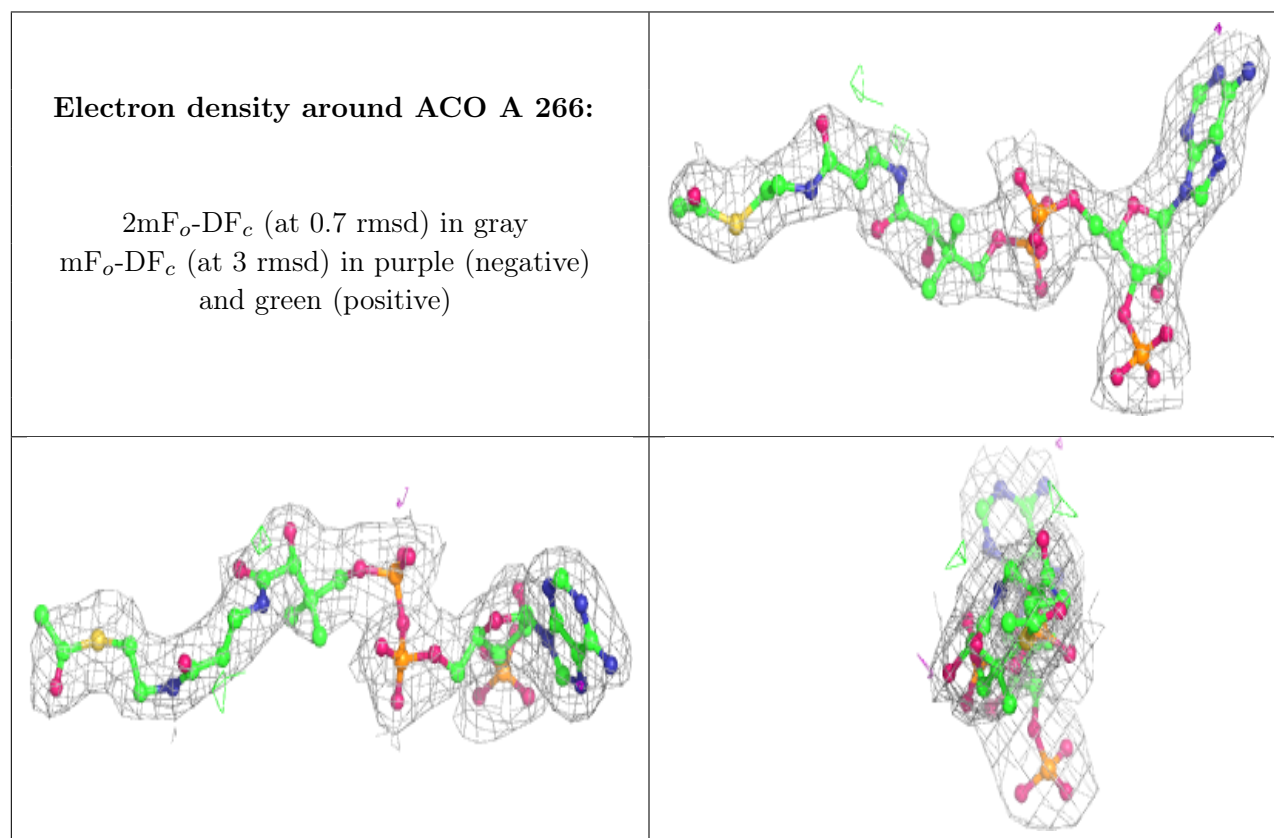 Electron density around ACO A 266:
2mFₒ-DF𝒸 (at 0.7 rmsd) in gray
mFₒ-DF𝒸 (at 3 rmsd) in purple (negative)
and green (positive)